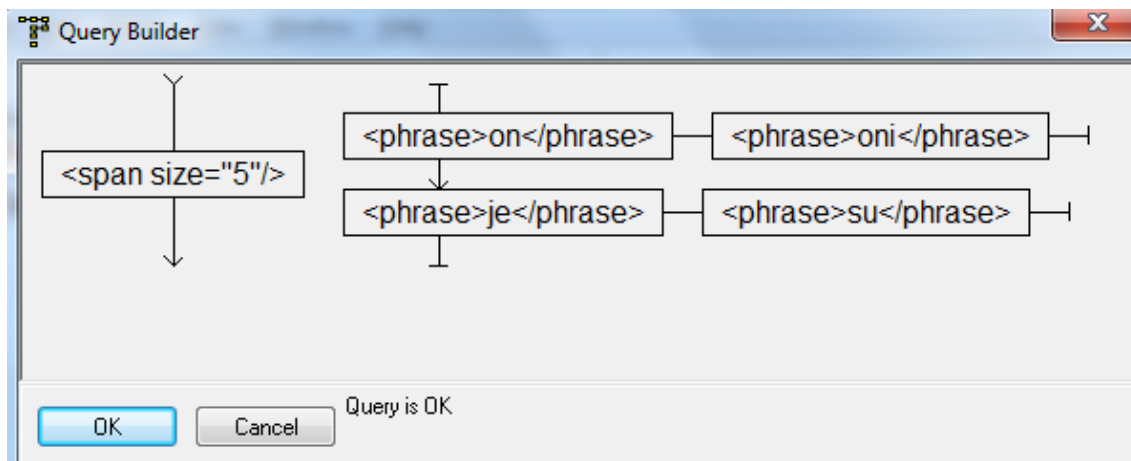 Query Builder
<phrase>on</phrase> <phrase>oni</phrase>
<span size="5"/>
<phrase>je</phrase> <phrase>su</phrase>
OK Cancel Query is OK